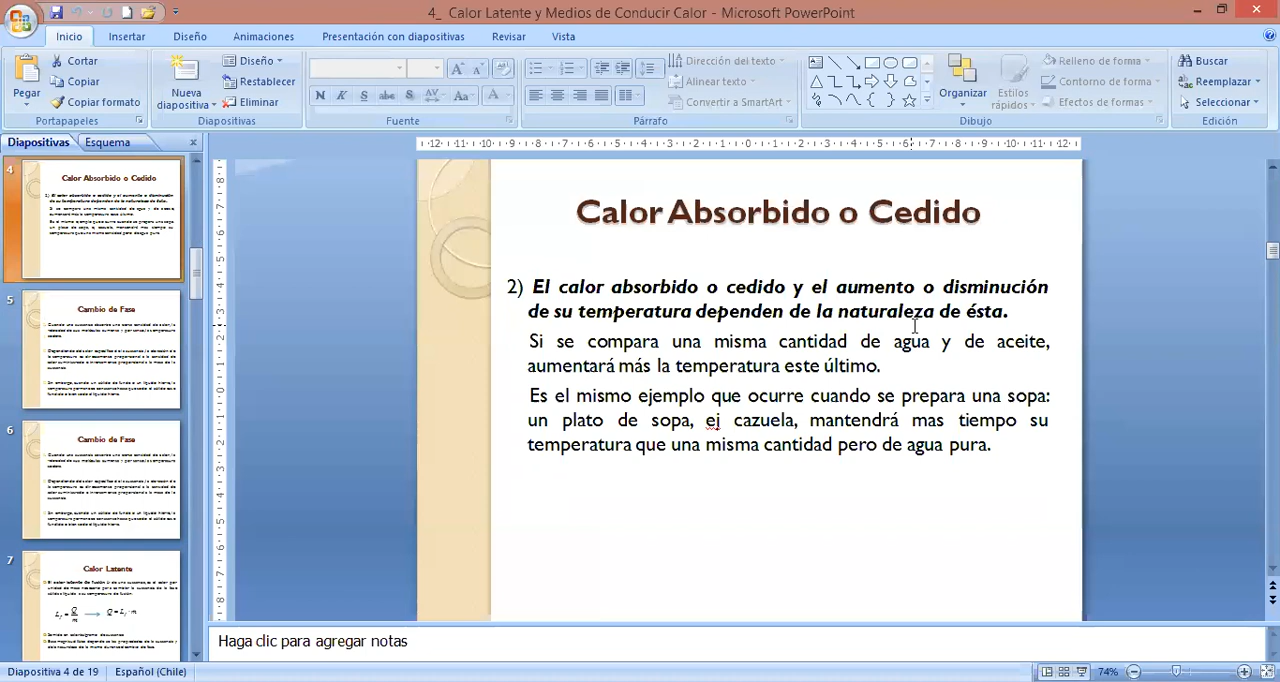 4_ Calor Latente y Medios de Conducir Calor - Microsoft PowerPoint
Inicio Insertar Diseño Animaciones Presentación con diapositivas Revisar Vista
Pegar
Cortar
Copiar
Copiar formato
Portapapeles
Nueva diapositiva
Diseño
Restablecer
Eliminar
Diapositivas
N K S abe S AV Aa A
Fuente
Dirección del texto
Alinear texto
Convertir a SmartArt
Párrafo
Organizar
Estilos rápidos
Relleno de forma
Contorno de forma
Efectos de formas
Dibujo
Buscar
Reemplazar
Seleccionar
Edición
Diapositivas Esquema
4
Calor Absorbido o Cedido
5
Cambio de Fase
6
Cambio de Fase
7
Calor Latente
Calor Absorbido o Cedido
2) El calor absorbido o cedido y el aumento o disminución
de su temperatura dependen de la naturaleza de ésta.
Si se compara una misma cantidad de agua y de aceite,
aumentará más la temperatura este último.
Es el mismo ejemplo que ocurre cuando se prepara una sopa:
un plato de sopa, ej cazuela, mantendrá mas tiempo su
temperatura que una misma cantidad pero de agua pura.
Haga clic para agregar notas
Diapositiva 4 de 19 Español (Chile) 74%